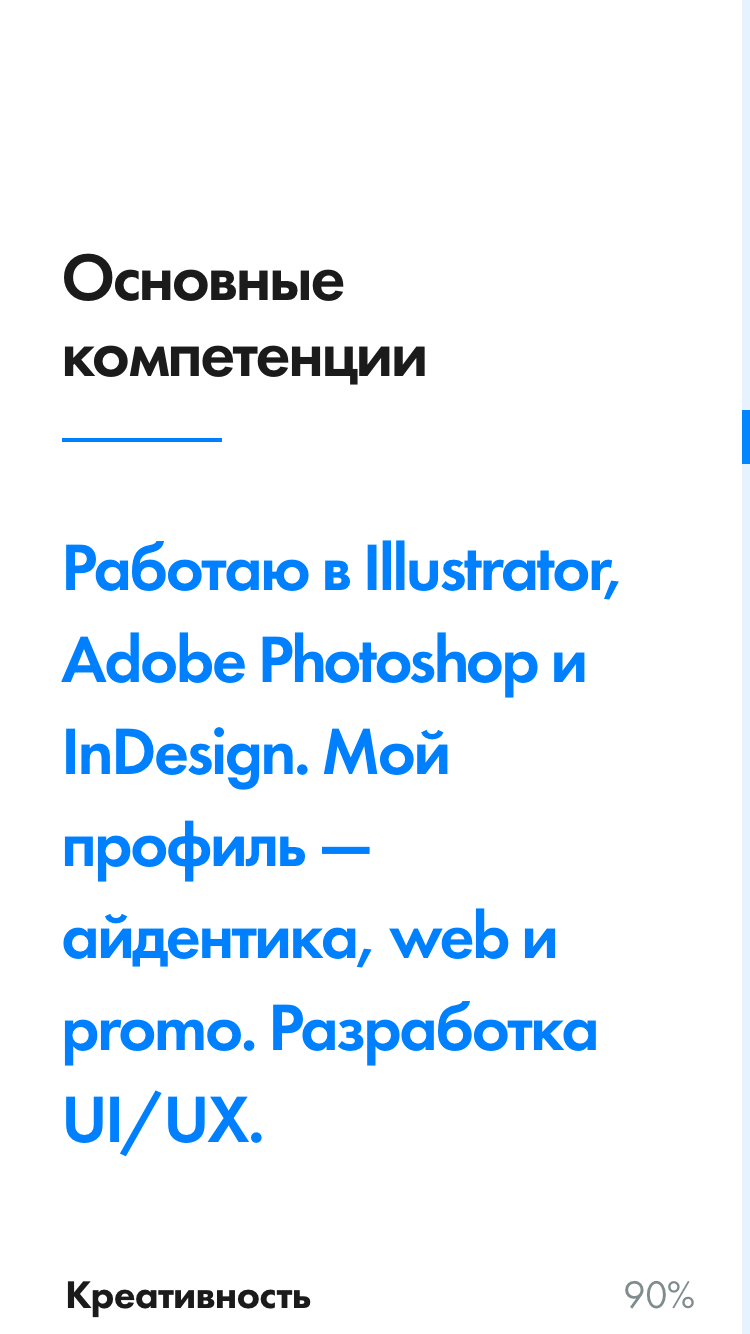 Основные
компетенции
Работаю в Illustrator,
Adobe Photoshop и
InDesign. Мой
профиль —
айдентика, web и
promo. Разработка
UI/UX.
Креативность 90%